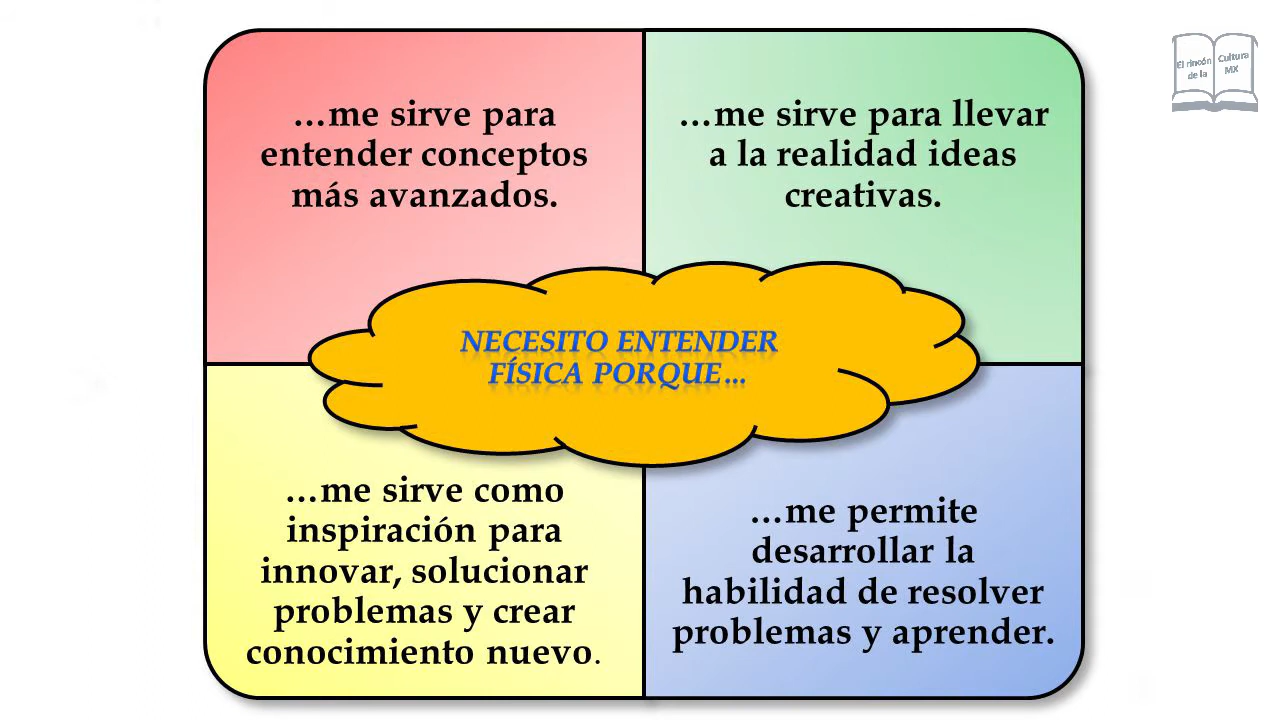 …me sirve para
entender conceptos
más avanzados.
…me sirve para llevar
a la realidad ideas
creativas.
NECESITO ENTENDER
FÍSICA PORQUE…
…me sirve como
inspiración para
innovar, solucionar
problemas y crear
conocimiento nuevo.
…me permite
desarrollar la
habilidad de resolver
problemas y aprender.
El rincón
de la
Cultura
MX